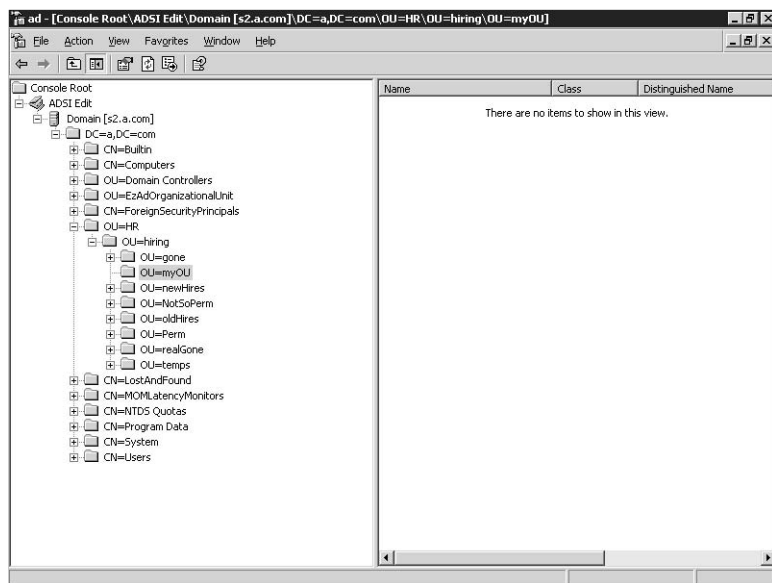 ad - [Console Root\ADSI Edit\Domain [s2.a.com]\DC=a,DC=com\OU=HR\OU=hiring\OU=myOU]
File Action View Favorites Window Help
Console Root
ADSI Edit
Domain [s2.a.com]
DC=a,DC=com
CN=Builtin
CN=Computers
OU=Domain Controllers
OU=EzAdOrganizationalUnit
CN=ForeignSecurityPrincipals
OU=HR
OU=hiring
OU=gone
OU=myOU
OU=newHires
OU=NotSoPerm
OU=oldHires
OU=Perm
OU=realGone
OU=temps
CN=LostAndFound
CN=MOMLatencyMonitors
CN=NTDS Quotas
CN=Program Data
CN=System
CN=Users
Name Class Distinguished Name
There are no items to show in this view.